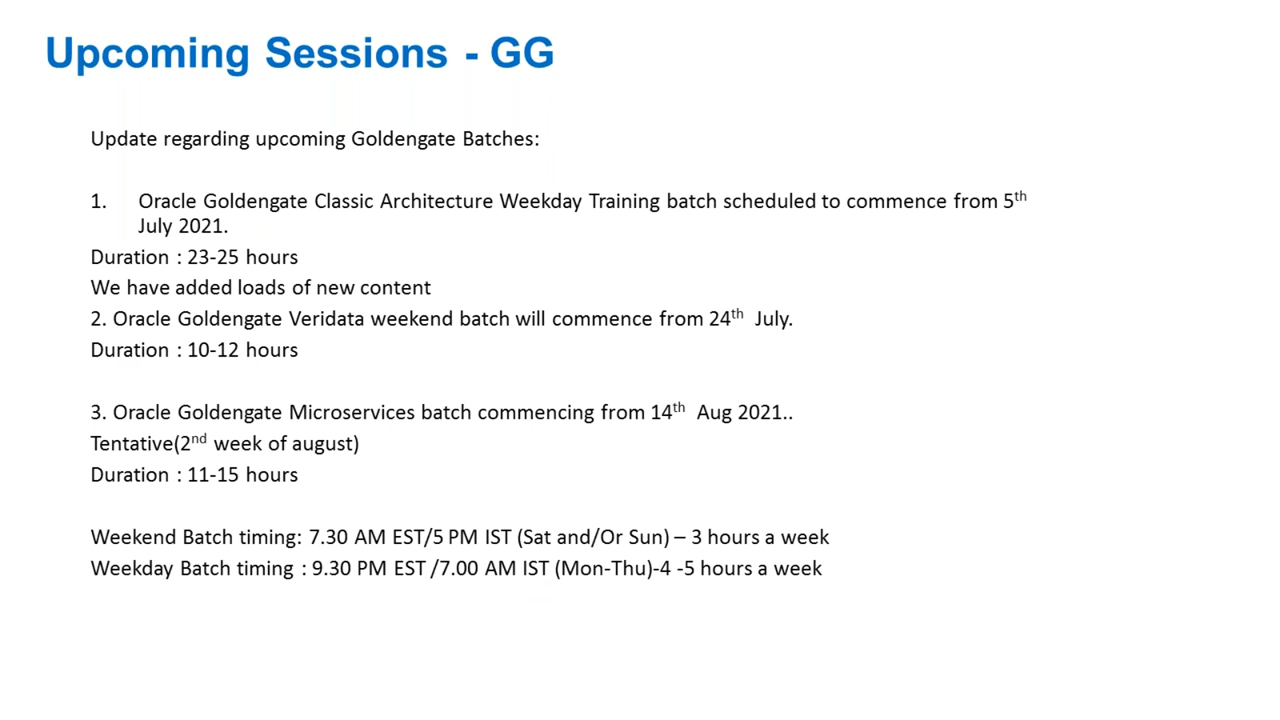 Upcoming Sessions - GG
Update regarding upcoming Goldengate Batches:
1. Oracle Goldengate Classic Architecture Weekday Training batch scheduled to commence from 5th
July 2021.
Duration : 23-25 hours
We have added loads of new content
2. Oracle Goldengate Veridata weekend batch will commence from 24th July.
Duration : 10-12 hours
3. Oracle Goldengate Microservices batch commencing from 14th Aug 2021..
Tentative(2nd week of august)
Duration : 11-15 hours
Weekend Batch timing: 7.30 AM EST/5 PM IST (Sat and/Or Sun) – 3 hours a week
Weekday Batch timing : 9.30 PM EST /7.00 AM IST (Mon-Thu)-4 -5 hours a week